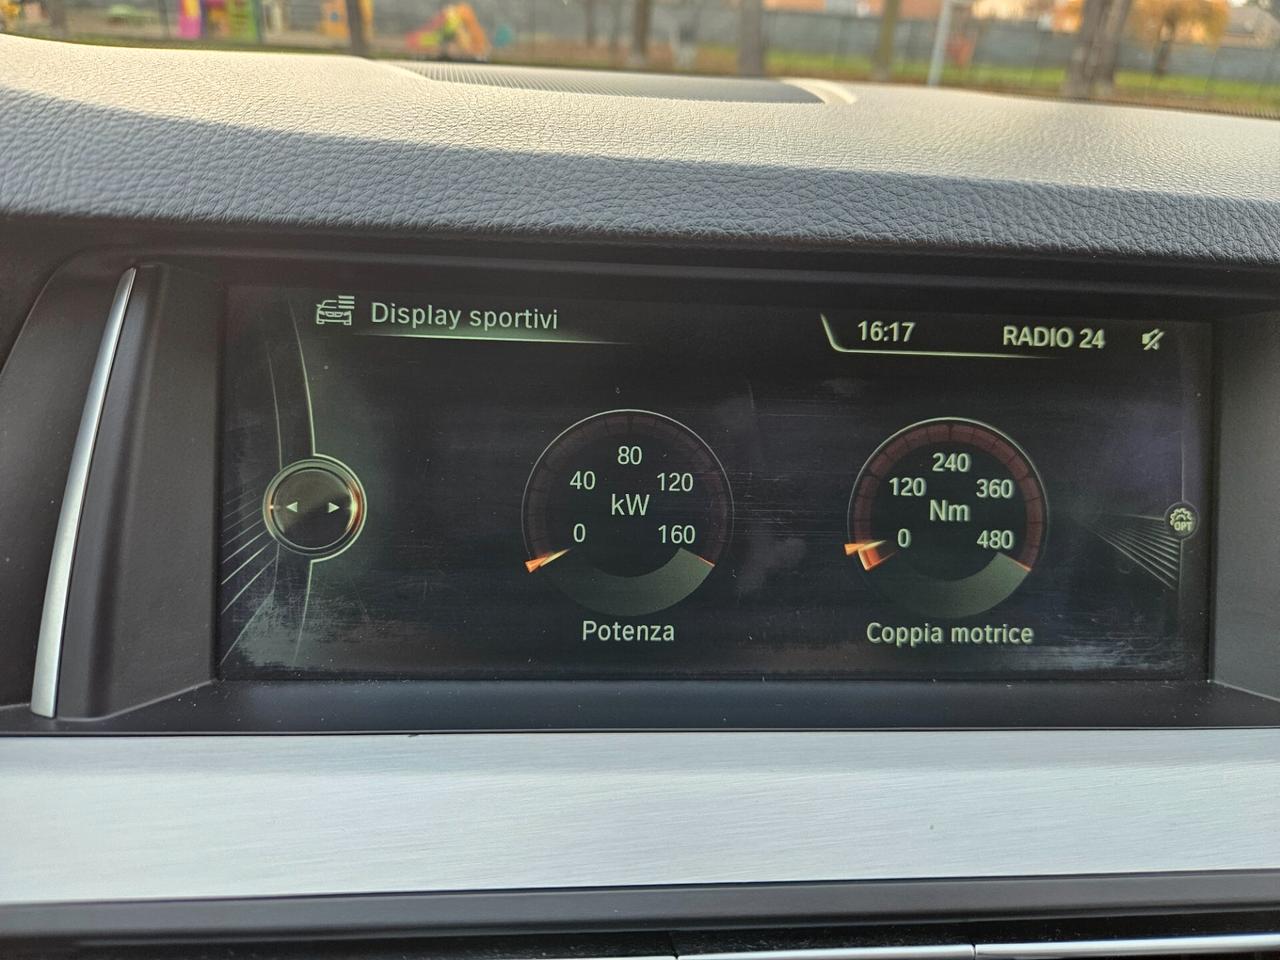 Display sportivi
16:17 RADIO 24
80
40 120
kW
0 160
Potenza
240
120 360
Nm
0 480
Coppia motrice
OPT